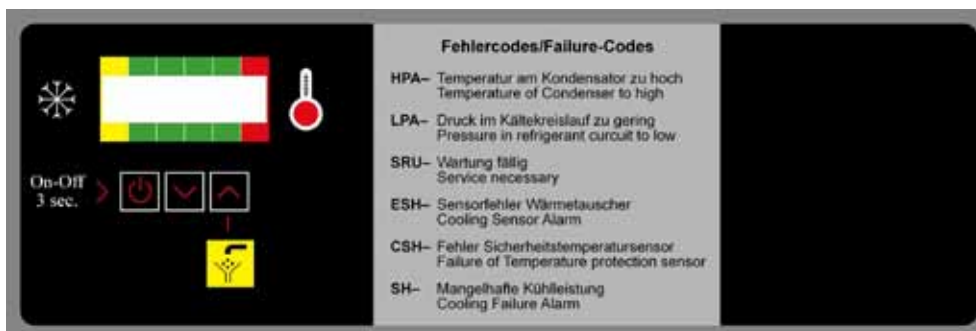 Fehlercodes/Failure-Codes
HPA– Temperatur am Kondensator zu hoch
Temperature of Condenser to high
LPA– Druck im Kältekreislauf zu gering
Pressure in refrigerant curcuit to low
SRU– Wartung fällig
Service necessary
ESH– Sensorfehler Wärmetauscher
Cooling Sensor Alarm
CSH– Fehler Sicherheitstemperatursensor
Failure of Temperature protection sensor
SH– Mangelhafte Kühlleistung
Cooling Failure Alarm
On-Off
3 sec.